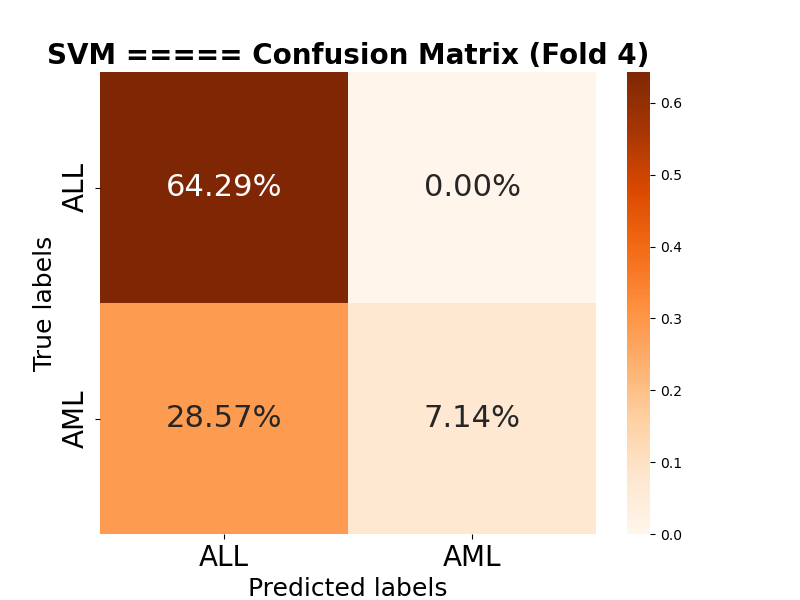 SVM ===== Confusion Matrix (Fold 4)
True labels
ALL
64.29%
0.00%
AML
28.57%
7.14%
ALL
AML
Predicted labels
0.6
0.5
0.4
0.3
0.2
0.1
0.0